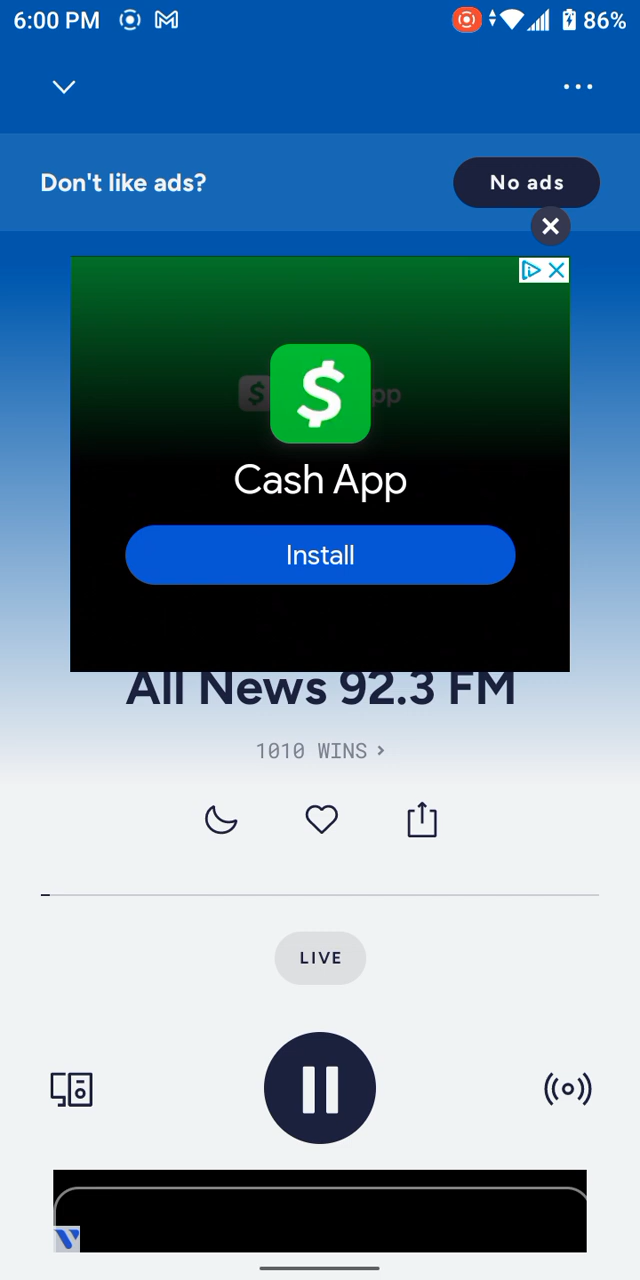 6:00 PM
86%
Don't like ads?
No ads
$ pp
$
Cash App
Install
All News 92.3 FM
1010 WINS >
LIVE